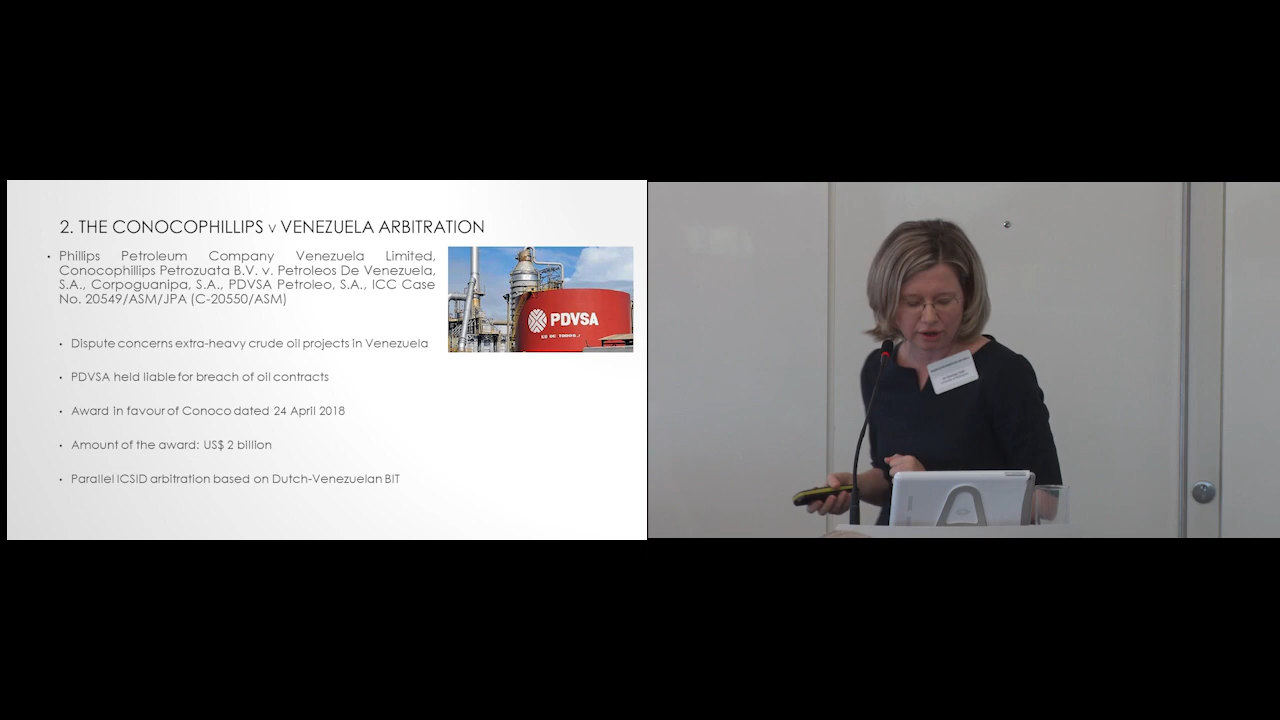 2. THE CONOCOPHILLIPS v VENEZUELA ARBITRATION
• Phillips Petroleum Company Venezuela Limited,
Conocophillips Petrozuata B.V. v. Petroleos De Venezuela,
S.A., Corpoguanipa, S.A., PDVSA Petroleo, S.A., ICC Case
No. 20549/ASM/JPA (C-20550/ASM)
• Dispute concerns extra-heavy crude oil projects in Venezuela
• PDVSA held liable for breach of oil contracts
• Award in favour of Conoco dated 24 April 2018
• Amount of the award: US$ 2 billion
• Parallel ICSID arbitration based on Dutch-Venezuelan BIT
PDVSA
ES DE TODOS